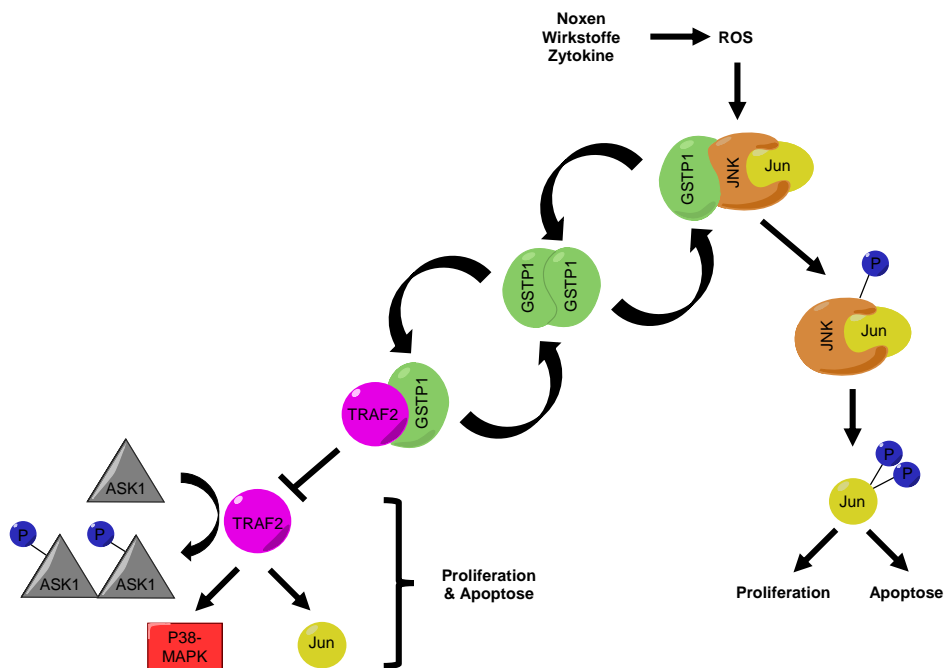 Noxen
Wirkstoffe
Zytokine
ROS
GSTP1
JNK
Jun
P
GSTP1
GSTP1
JNK
Jun
TRAF2
GSTP1
P
P
Jun
ASK1
TRAF2
P
P
ASK1
ASK1
Proliferation
& Apoptose
Proliferation
Apoptose
P38-
MAPK
Jun